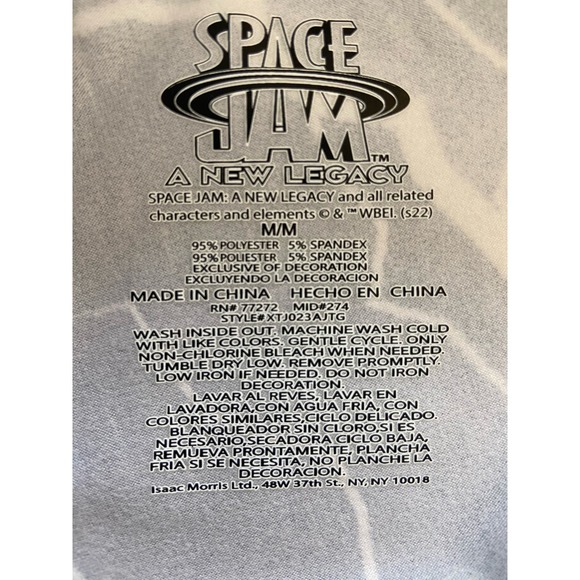 SPACE
JAM™
A NEW LEGACY
SPACE JAM: A NEW LEGACY and all related
characters and elements © & ™ WBEI. (s22)
M/M
95% POLYESTER 5% SPANDEX
95% POLIESTER 5% SPANDEX
EXCLUSIVE OF DECORATION
EXCLUYENDO LA DECORACION
MADE IN CHINA HECHO EN CHINA
RN# 77272 MID#274
STYLE#XTJ023AJTG
WASH INSIDE OUT. MACHINE WASH COLD
WITH LIKE COLORS. GENTLE CYCLE. ONLY
NON-CHLORINE BLEACH WHEN NEEDED.
TUMBLE DRY LOW. REMOVE PROMPTLY.
LOW IRON IF NEEDED. DO NOT IRON
DECORATION.
LAVAR AL REVES, LAVAR EN
LAVADORA,CON AGUA FRIA, CON
COLORES SIMILARES,CICLO DELICADO.
BLANQUEADOR SIN CLORO,SI ES
NECESARIO,SECADORA CICLO BAJA,
REMUEVA PRONTAMENTE, PLANCHA
FRIA SI SE NECESITA, NO PLANCHE LA
DECORACION.
Isaac Morris Ltd., 48W 37th St., NY, NY 10018